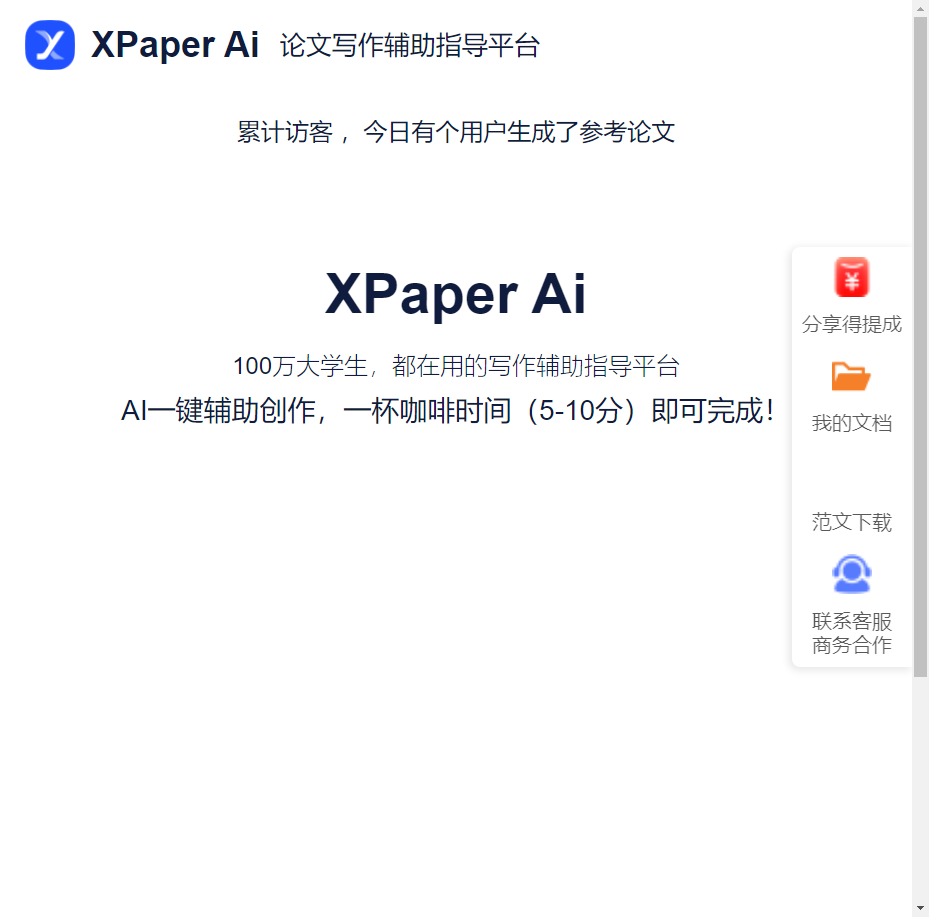 XPaper Ai 论文写作辅助指导平台
累计访客 ，今日有个用户生成了参考论文
XPaper Ai
100万大学生，都在用的写作辅助指导平台
AI一键辅助创作，一杯咖啡时间（5-10分）即可完成！
分享得提成
我的文档
范文下载
联系客服
商务合作